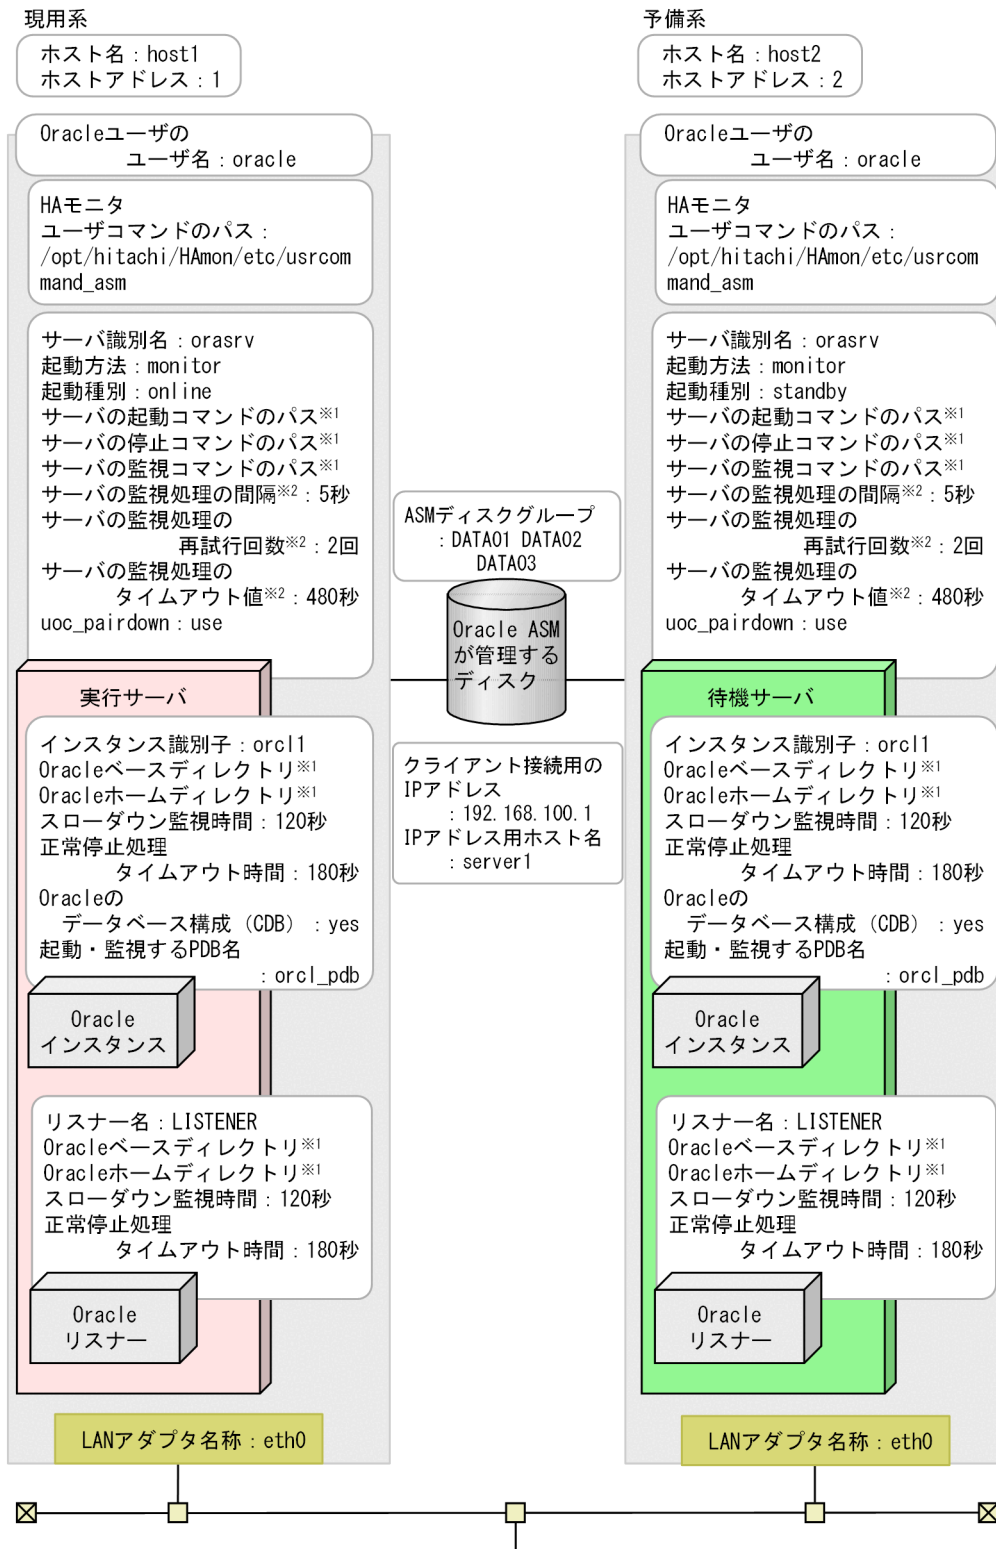 現用系
ホスト名：host1
ホストアドレス：1
Oracleユーザの
ユーザ名：oracle
HAモニタ
ユーザコマンドのパス：
/opt/hitachi/HAmon/etc/usrcom
mand_asm
サーバ識別名：orasrv
起動方法：monitor
起動種別：online
サーバの起動コマンドのパス※1
サーバの停止コマンドのパス※1
サーバの監視コマンドのパス※1
サーバの監視処理の間隔※2：5秒
サーバの監視処理の
再試行回数※2：2回
サーバの監視処理の
タイムアウト値※2：480秒
uoc_pairdown：use
実行サーバ
インスタンス識別子：orcl1
Oracleベースディレクトリ※1
Oracleホームディレクトリ※1
スローダウン監視時間：120秒
正常停止処理
タイムアウト時間：180秒
Oracleの
データベース構成（CDB）：yes
起動・監視するPDB名
：orcl_pdb
Oracle
インスタンス
リスナー名：LISTENER
Oracleベースディレクトリ※1
Oracleホームディレクトリ※1
スローダウン監視時間：120秒
正常停止処理
タイムアウト時間：180秒
Oracle
リスナー
LANアダプタ名称：eth0
ASMディスクグループ
：DATA01 DATA02
DATA03
Oracle ASM
が管理する
ディスク
クライアント接続用の
IPアドレス
：192.168.100.1
IPアドレス用ホスト名
：server1
予備系
ホスト名：host2
ホストアドレス：2
Oracleユーザの
ユーザ名：oracle
HAモニタ
ユーザコマンドのパス：
/opt/hitachi/HAmon/etc/usrcom
mand_asm
サーバ識別名：orasrv
起動方法：monitor
起動種別：standby
サーバの起動コマンドのパス※1
サーバの停止コマンドのパス※1
サーバの監視コマンドのパス※1
サーバの監視処理の間隔※2：5秒
サーバの監視処理の
再試行回数※2：2回
サーバの監視処理の
タイムアウト値※2：480秒
uoc_pairdown：use
待機サーバ
インスタンス識別子：orcl1
Oracleベースディレクトリ※1
Oracleホームディレクトリ※1
スローダウン監視時間：120秒
正常停止処理
タイムアウト時間：180秒
Oracleの
データベース構成（CDB）：yes
起動・監視するPDB名
：orcl_pdb
Oracle
インスタンス
リスナー名：LISTENER
Oracleベースディレクトリ※1
Oracleホームディレクトリ※1
スローダウン監視時間：120秒
正常停止処理
タイムアウト時間：180秒
Oracle
リスナー
LANアダプタ名称：eth0